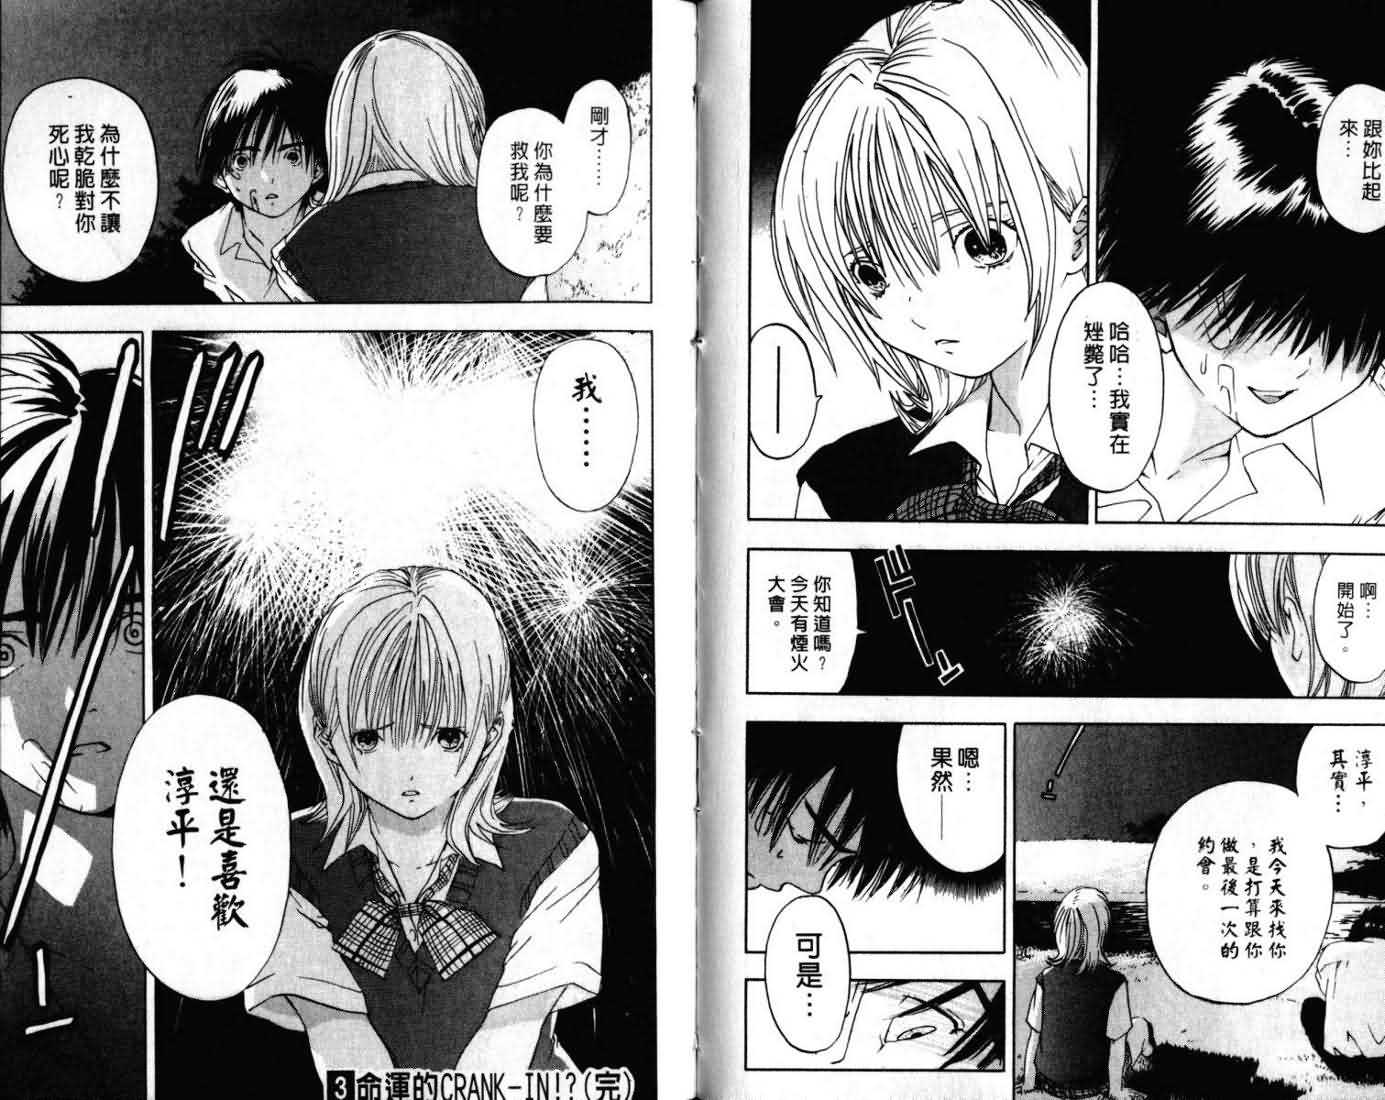 跟妳比起
來…
哈哈…我實在
矬斃了…
啊…
開始了。
你知道嗎?
今天有煙火
大會。
淳平,
其實…
我今天來找你
,是打算跟你
做最後一次的
約會。
嗯…
果然——
可是…
剛才……
你為什麼要
救我呢?
為什麼不讓
我乾脆對你
死心呢?
我……
還是喜歡
淳平!
3 命運的CRANK-IN!?(完)